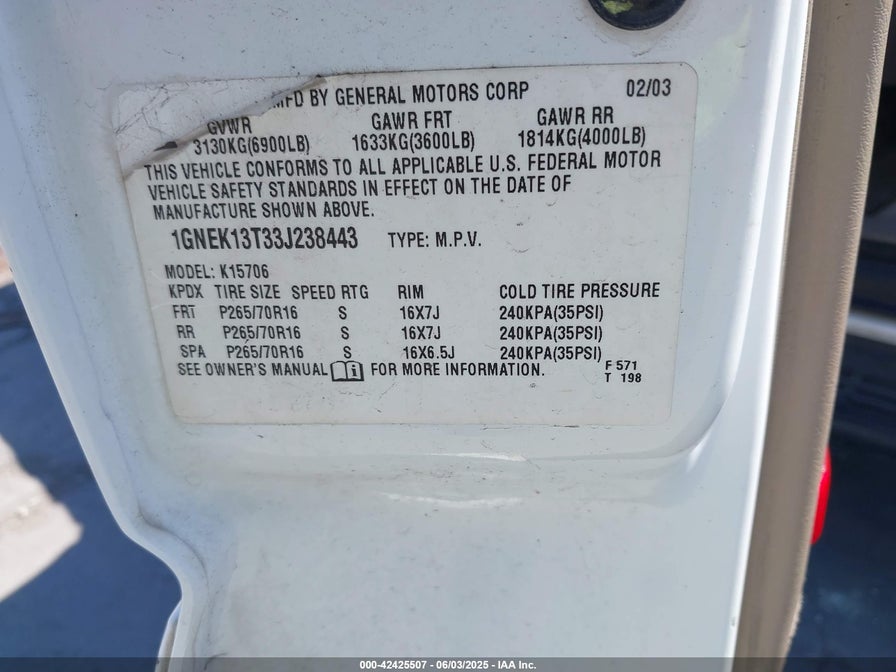 MFD BY GENERAL MOTORS CORP 02/03
GVWR GAWR FRT GAWR RR
3130KG(6900LB) 1633KG(3600LB) 1814KG(4000LB)
THIS VEHICLE CONFORMS TO ALL APPLICABLE U.S. FEDERAL MOTOR
VEHICLE SAFETY STANDARDS IN EFFECT ON THE DATE OF
MANUFACTURE SHOWN ABOVE.
1GNEK13T33J238443 TYPE: M.P.V.
MODEL: K15706
KPDX TIRE SIZE SPEED RTG RIM COLD TIRE PRESSURE
FRT P265/70R16 S 16X7J 240KPA(35PSI)
RR P265/70R16 S 16X7J 240KPA(35PSI)
SPA P265/70R16 S 16X6.5J 240KPA(35PSI)
SEE OWNER'S MANUAL i FOR MORE INFORMATION. F 571
T 198
000-42425507 - 06/03/2025 - IAA Inc.